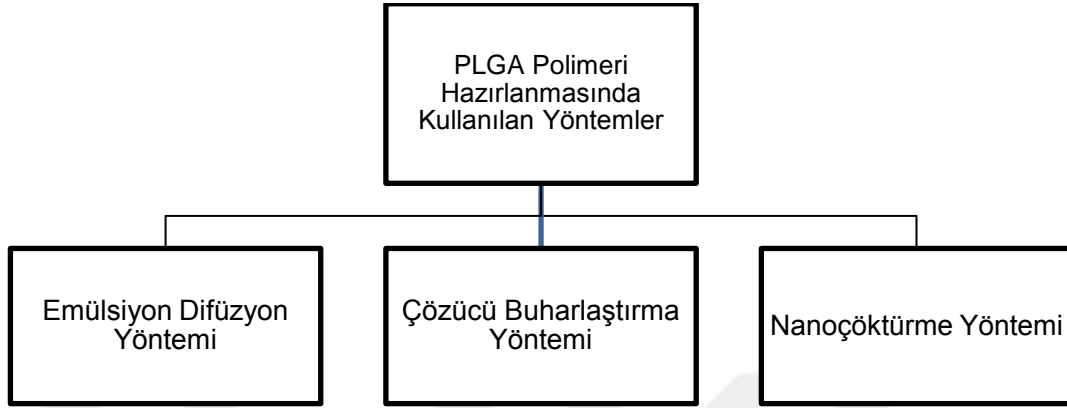 PLGA Polimeri
Hazırlanmasında
Kullanılan Yöntemler
Emülsiyon Difüzyon
Yöntemi
Çözücü Buharlaştırma
Yöntemi
Nanoçöktürme Yöntemi